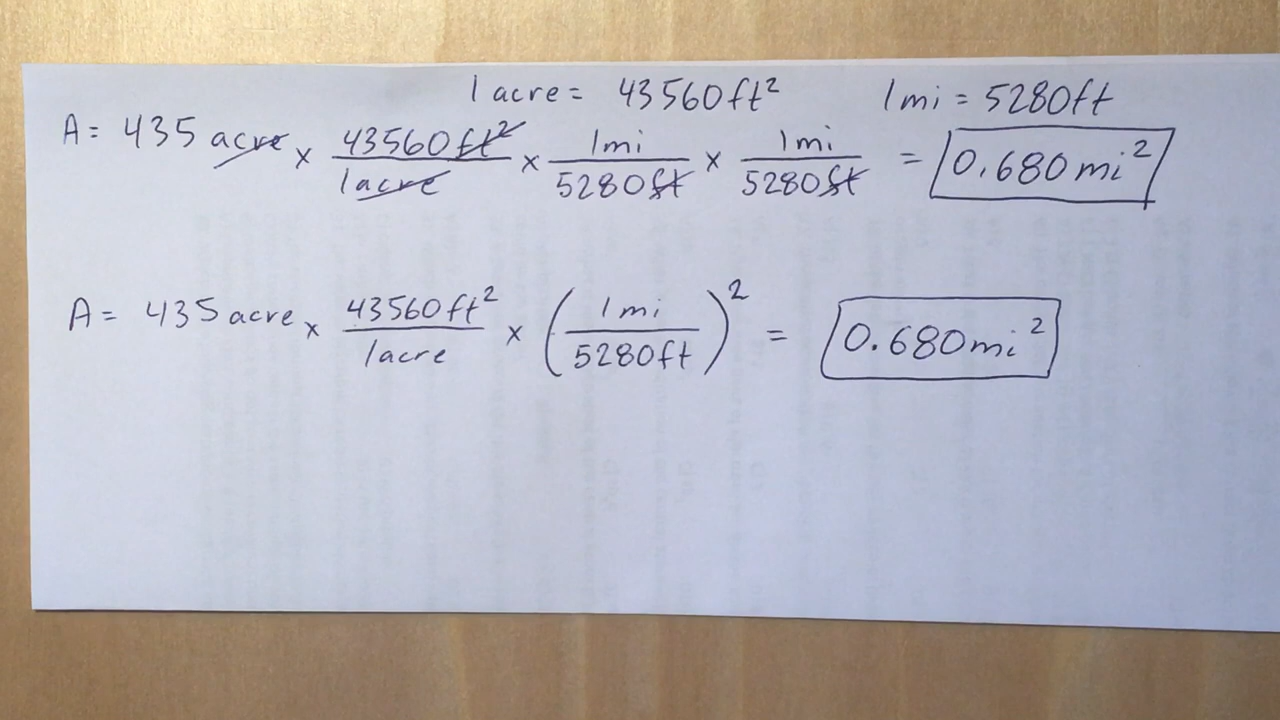 1 acre = 43560 ft² 1 mi = 5280 ft
A = 435 acre × 43560 ft² / 1 acre × 1 mi / 5280 ft × 1 mi / 5280 ft = 0.680 mi²
A = 435 acre × 43560 ft² / 1 acre × (1 mi / 5280 ft)² = 0.680 mi²